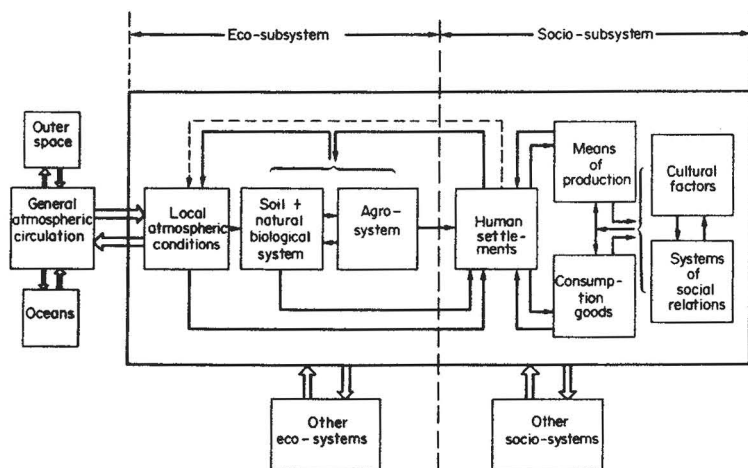 Eco-subsystem
Socio-subsystem
Outer
space
General
atmospheric
circulation
Oceans
Local
atmospheric
conditions
Soil +
natural
biological
system
Agro-
system
Human
settle-
ments
Means
of
production
Consump-
tion
goods
Cultural
factors
Systems
of social
relations
Other
eco-systems
Other
socio-systems